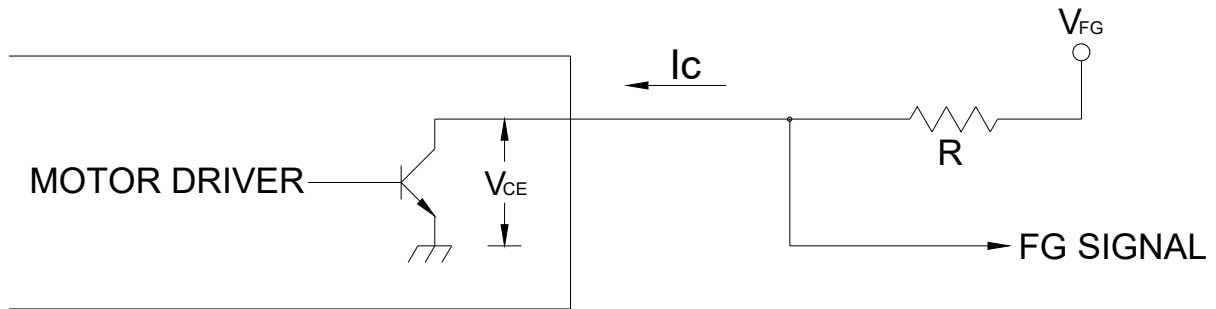 VFG
Ic
R
MOTOR DRIVER
VCE
FG SIGNAL